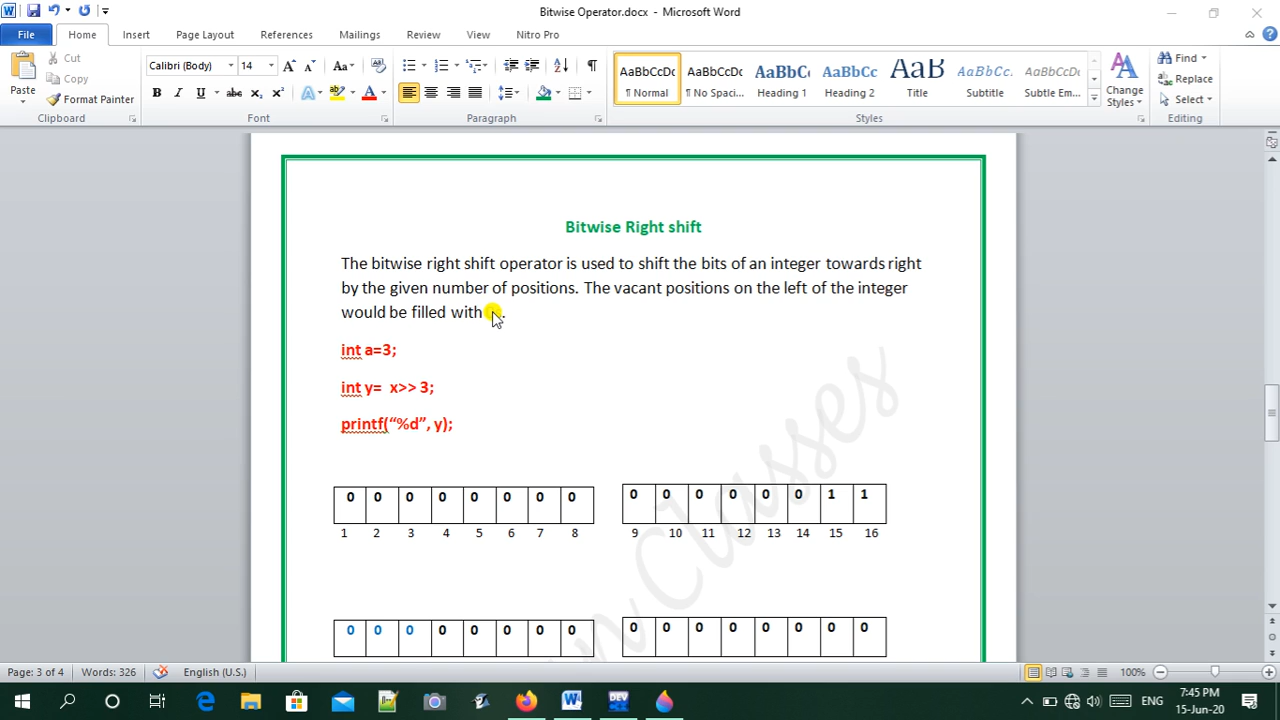 Bitwise Operator.docx - Microsoft Word
File Home Insert Page Layout References Mailings Review View Nitro Pro
Paste
Cut
Copy
Format Painter
Clipboard
Calibri (Body) 14
Font
Paragraph
AaBbCcDc AaBbCcDc AaBbCc AaBbCc AaB AaBbCc. AaBbCcDc
¶ Normal ¶ No Spaci... Heading 1 Heading 2 Title Subtitle Subtle Em...
Change Styles
Styles
Find
Replace
Select
Editing
Bitwise Right shift
The bitwise right shift operator is used to shift the bits of an integer towards right
by the given number of positions. The vacant positions on the left of the integer
would be filled with .
int a=3;
int y= x>> 3;
printf(“%d”, y);
0 0 0 0 0 0 0 0 0 0 0 0 0 0 1 1
1 2 3 4 5 6 7 8 9 10 11 12 13 14 15 16
0 0 0 0 0 0 0 0 0 0 0 0 0 0 0 0
Classes
Page: 3 of 4 Words: 326 English (U.S.) 100%
ENG 7:45 PM
15-Jun-20